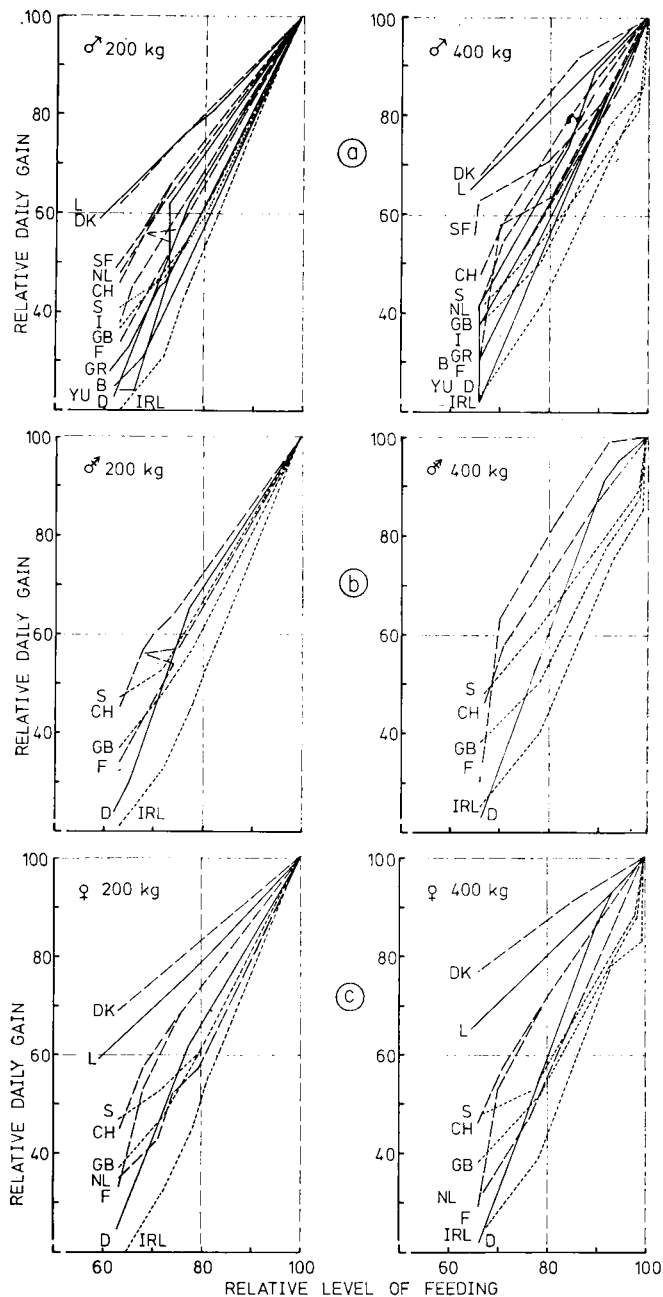 .100
♂ 200 kg
80
60
40
RELATIVE DAILY GAIN
L
DK
SF
NL
CH
S
I
GB
F
GR
B
YU D IRL
♂ 400 kg
80
60
40
DK
L
SF
CH
S
NL
GB
I
GR
B F
YU D
IRL
a
100
200 kg
80
60
40
RELATIVE DAILY GAIN
S
CH
GB
F
D IRL
400 kg
80
60
40
S
CH
GB
F
IRL D
b
100
♀ 200 kg
80
60
40
RELATIVE DAILY GAIN
DK
L
S
CH
GB
NL
F
D IRL
60 80 100
♀ 400 kg
80
60
40
DK
L
S
CH
GB
NL
F
IRL D
60 80 100
c
RELATIVE LEVEL OF FEEDING